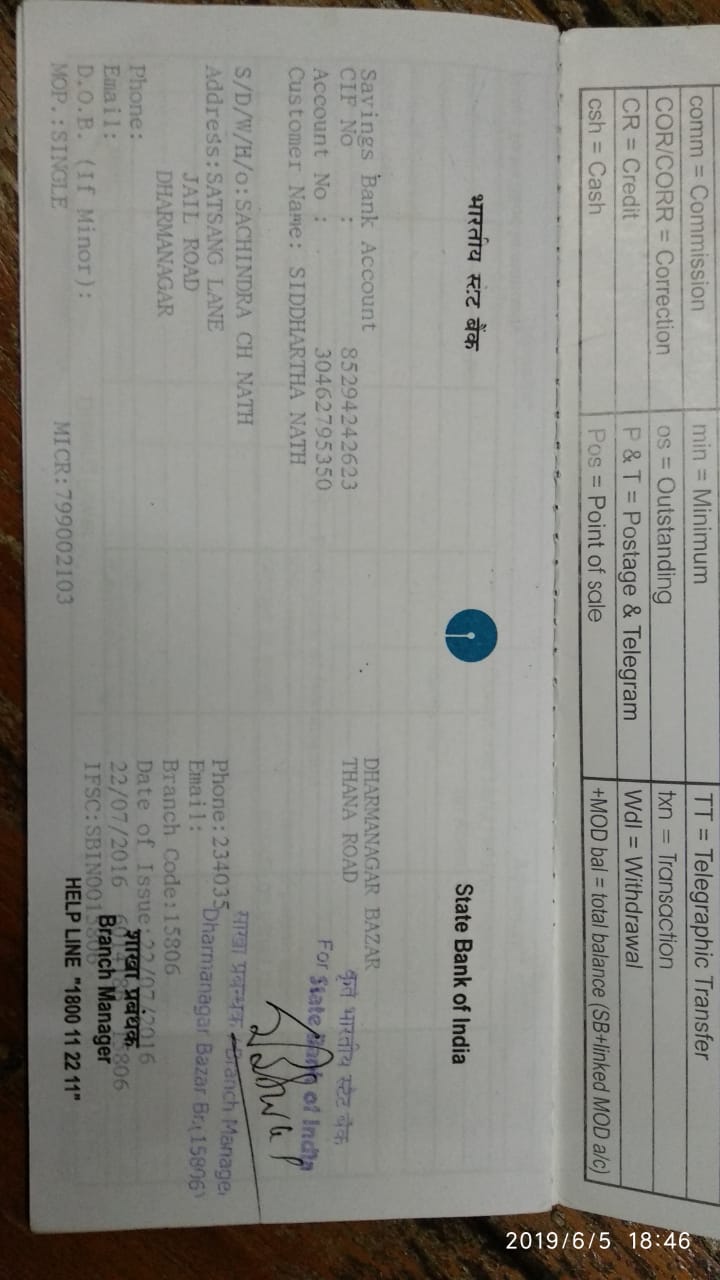 comm = Commission
min = Minimum
TT = Telegraphic Transfer
COR/CORR = Correction
os = Outstanding
txn = Transaction
CR = Credit
P & T = Postage & Telegram
Wdl = Withdrawal
csh = Cash
Pos = Point of sale
+MOD bal = total balance (SB+linked MOD a/c)
भारतीय स्टेट बैंक
State Bank of India
Savings Bank Account
CIF No : 85294242623
Account No : 30462795350
Customer Name: SIDDHARTHA NATH
S/D/W/H/o:SACHINDRA CH NATH
Address:SATSANG LANE
JAIL ROAD
DHARMANAGAR
Phone:
Email:
D.O.B. (If Minor):
MOP.:SINGLE
MICR:799002103
DHARMANAGAR BAZAR
THANA ROAD
कृते भारतीय स्टेट बैंक
For State Bank of India
शाखा प्रबन्धक / Branch Manager
Dharmanagar Bazar Br.(15806)
Phone:234035
Email:
Branch Code:15806
Date of Issue:22/07/2016
22/07/2016
IFSC:SBIN0015806
शाखा प्रबंधक
Branch Manager
HELP LINE "1800 11 22 11"
2019/6/5 18:46